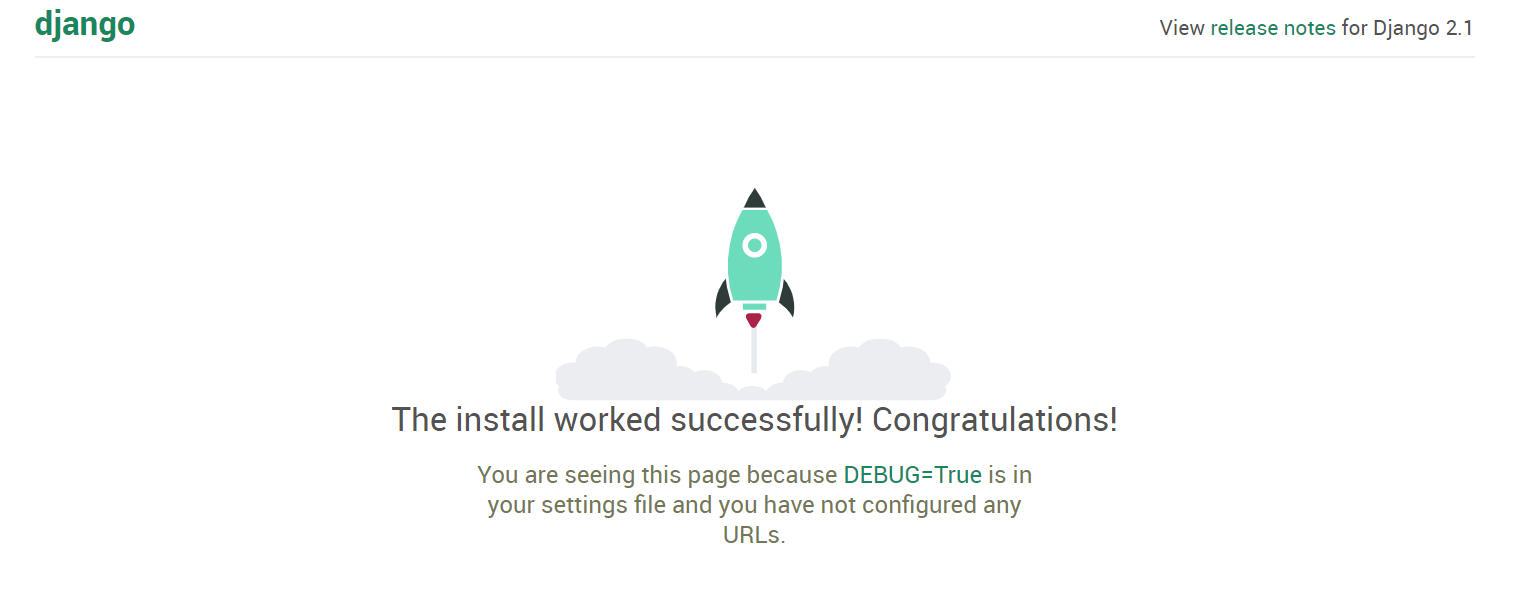 django
View release notes for Django 2.1
The install worked successfully! Congratulations!
You are seeing this page because DEBUG=True is in
your settings file and you have not configured any
URLs.